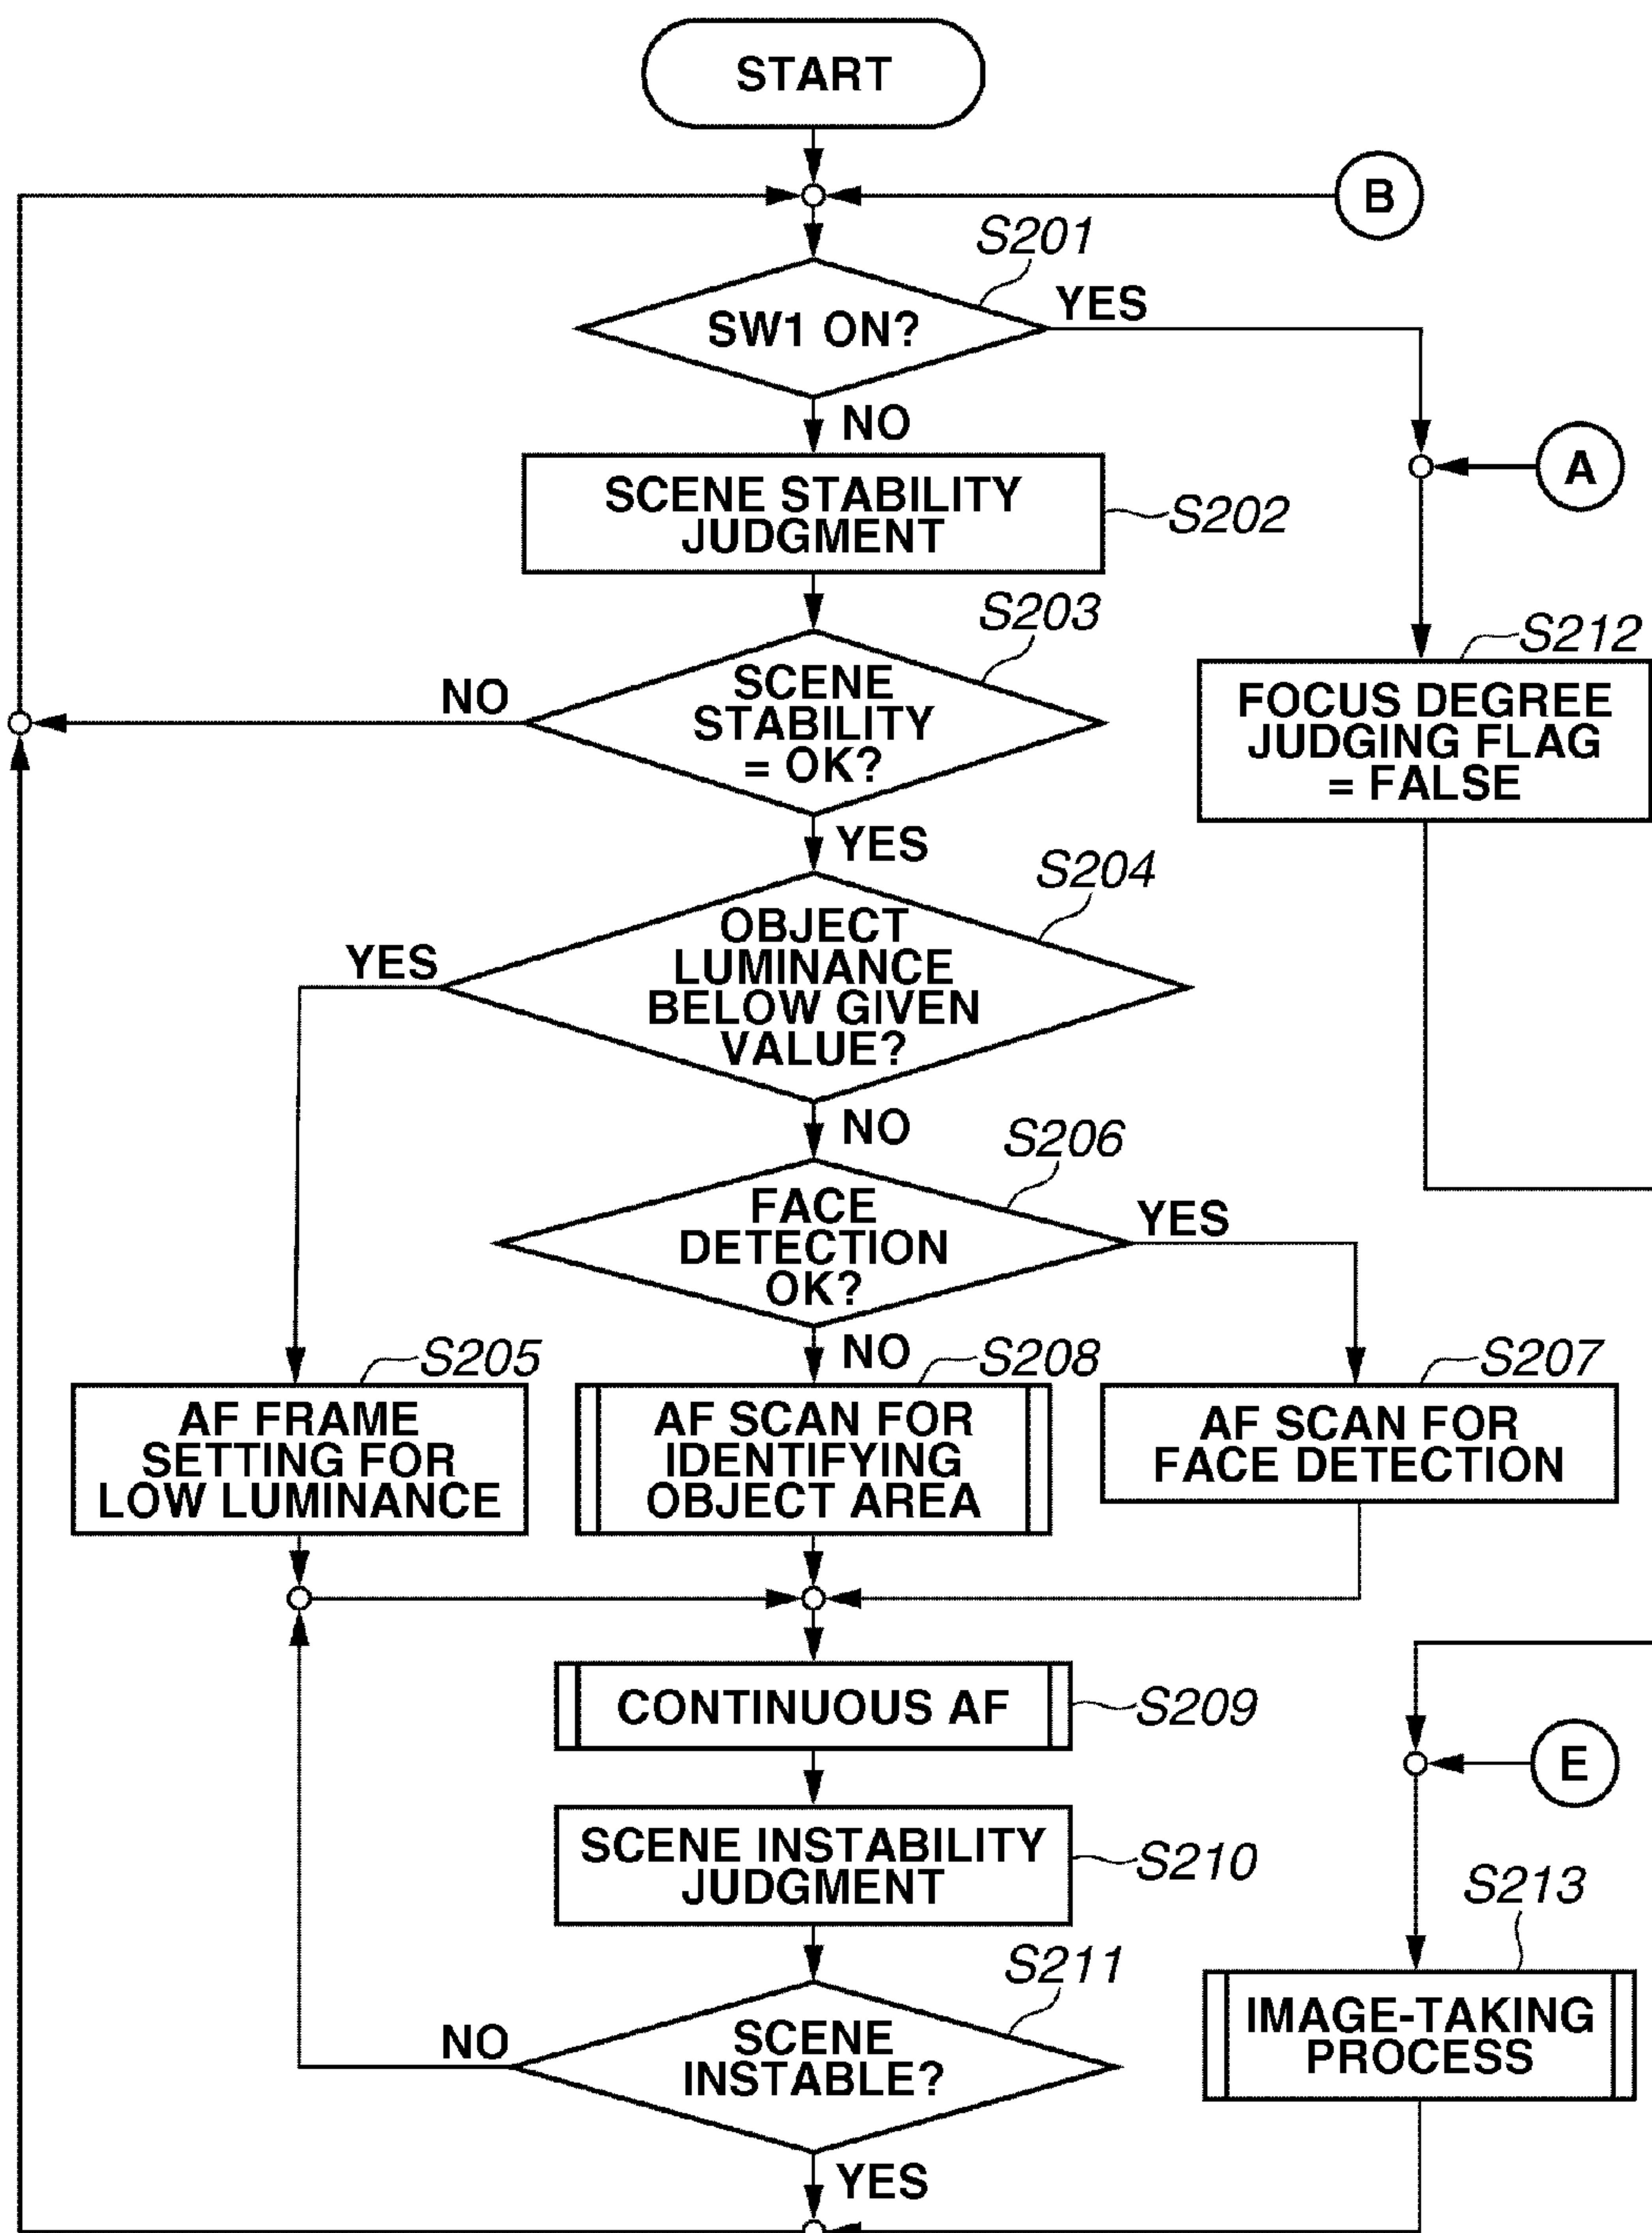 START
B
S201
SW1 ON?
YES
NO
A
SCENE STABILITY
JUDGMENT
S202
S203
SCENE
STABILITY
= OK?
NO
YES
S212
FOCUS DEGREE
JUDGING FLAG
= FALSE
S204
OBJECT
LUMINANCE
BELOW GIVEN
VALUE?
YES
NO
S206
FACE
DETECTION
OK?
YES
NO
S205
AF FRAME
SETTING FOR
LOW LUMINANCE
S208
AF SCAN FOR
IDENTIFYING
OBJECT AREA
S207
AF SCAN FOR
FACE DETECTION
CONTINUOUS AF
S209
E
SCENE INSTABILITY
JUDGMENT
S210
S213
IMAGE-TAKING
PROCESS
S211
SCENE
INSTABLE?
NO
YES